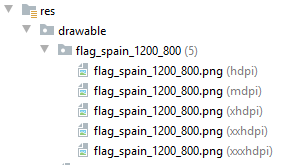 res
drawable
flag_spain_1200_800 (5)
flag_spain_1200_800.png (hdpi)
flag_spain_1200_800.png (mdpi)
flag_spain_1200_800.png (xhdpi)
flag_spain_1200_800.png (xxhdpi)
flag_spain_1200_800.png (xxxhdpi)